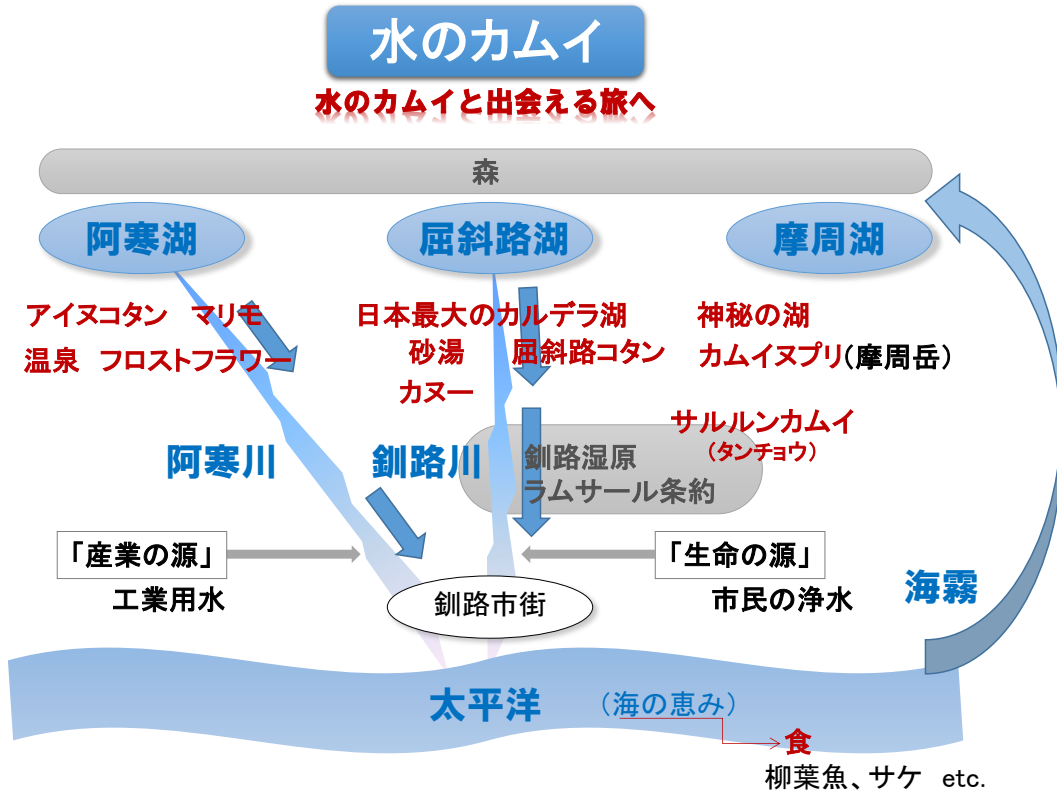 水のカムイ
水のカムイと出会える旅へ
森
阿寒湖
屈斜路湖
摩周湖
アイヌコタン　マリモ
温泉　フロストフラワー
日本最大のカルデラ湖
砂湯　屈斜路コタン
カヌー
神秘の湖
カムイヌプリ(摩周岳)
サルルンカムイ
(タンチョウ)
阿寒川
釧路川
釧路湿原
ラムサール条約
「産業の源」
工業用水
「生命の源」
市民の浄水
海霧
釧路市街
太平洋
(海の恵み)
食
柳葉魚、サケ　etc.